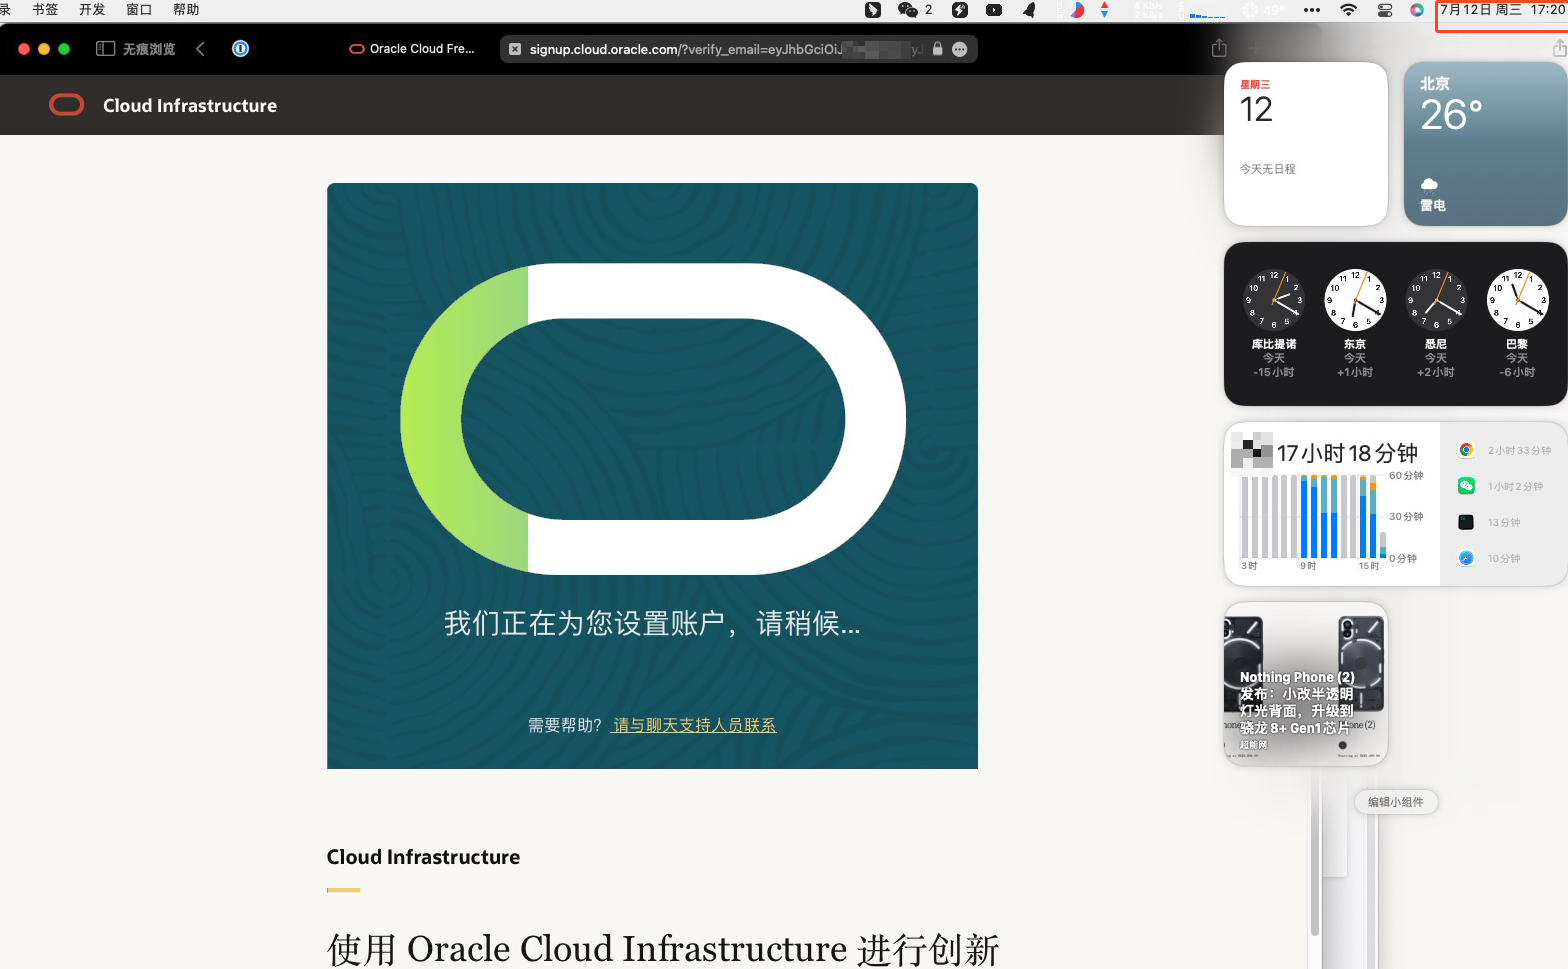 录 书签 开发 窗口 帮助
2
49°
7月12日 周三 17:20
无痕浏览
Oracle Cloud Fre...
signup.cloud.oracle.com/?verify_email=eyJhbGciOiJ
Cloud Infrastructure
我们正在为您设置账户，请稍候...
需要帮助？ 请与聊天支持人员联系
Cloud Infrastructure
使用 Oracle Cloud Infrastructure 进行创新
星期三
12
今天无日程
北京
26°
雷电
库比提诺 东京 悉尼 巴黎
今天 今天 今天 今天
-15小时 +1小时 +2小时 -6小时
17小时18分钟
60分钟
30分钟
0分钟
3时 9时 15时
2小时33分钟
1小时2分钟
13分钟
10分钟
Nothing Phone (2)
发布：小改半透明
灯光背面，升级到
骁龙8+ Gen1芯片
超能网
编辑小组件